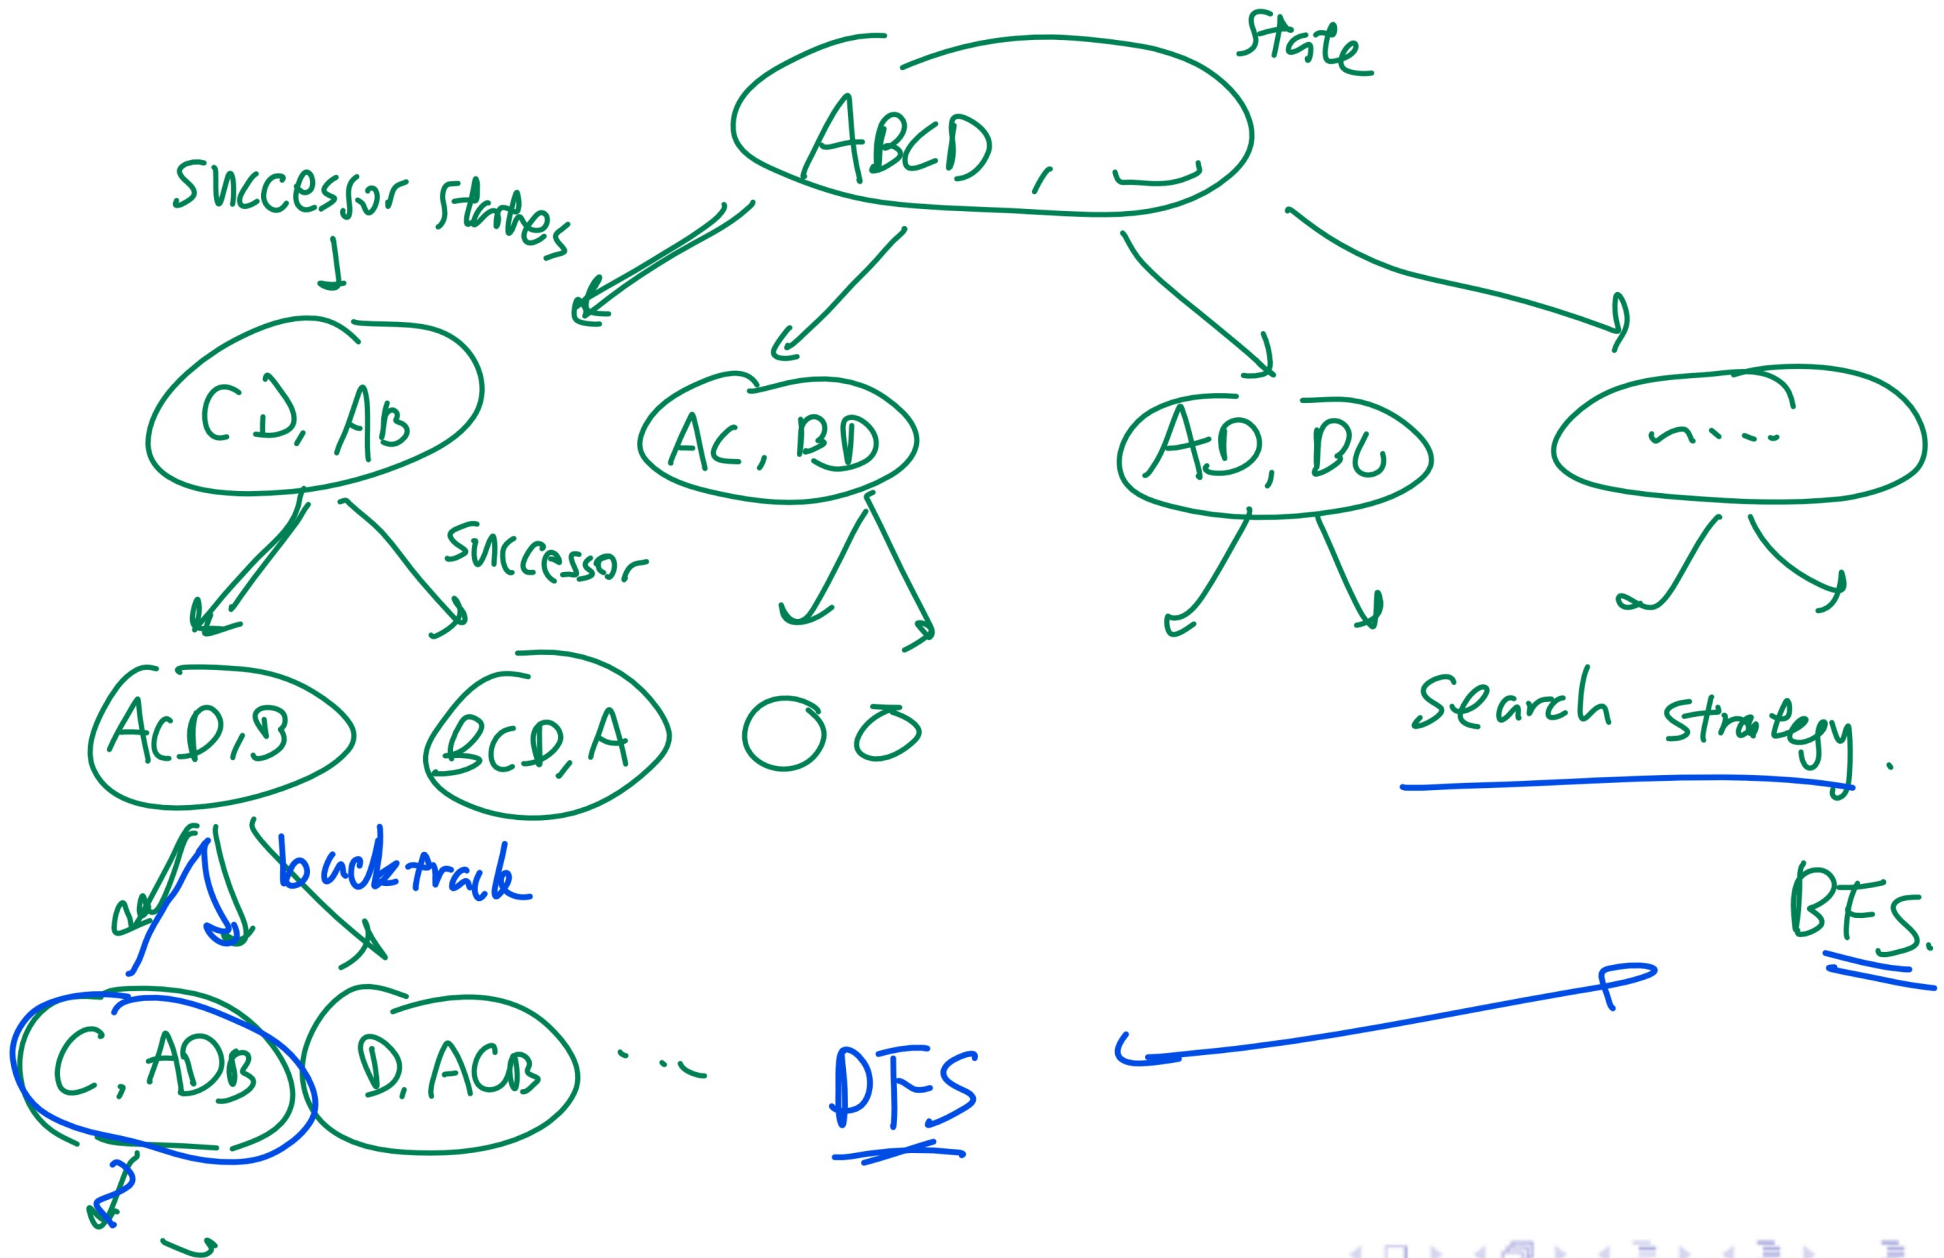 State
ABCD, _
Successor states
CD, AB
AC, BD
AD, BC
....
Successor
ACD, B
BCD, A
Search strategy.
backtrack
BFS.
C, ADB
D, ACB
...
DFS